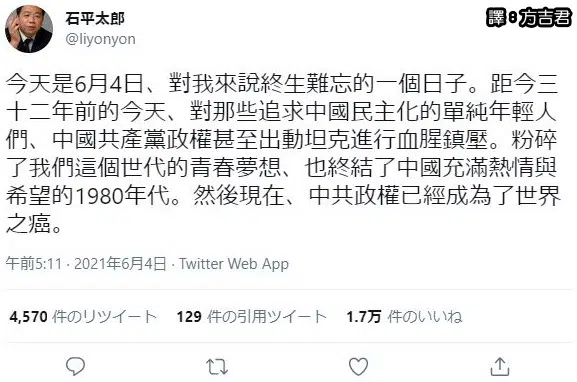 石平太郎
譯:方吉君
@liyonyon
今天是6月4日、對我來說終生難忘的一個日子。距今三
十二年前的今天、對那些追求中國民主化的單純年輕人
們、中國共產黨政權甚至出動坦克進行血腥鎮壓。粉碎
了我們這個世代的青春夢想、也終結了中國充滿熱情與
希望的1980年代。然後現在、中共政權已經成為了世界
之癌。
午前5:11 · 2021年6月4日 · Twitter Web App
4,570 件のリツイート 129 件の引用ツイート 1.7万 件のいいね